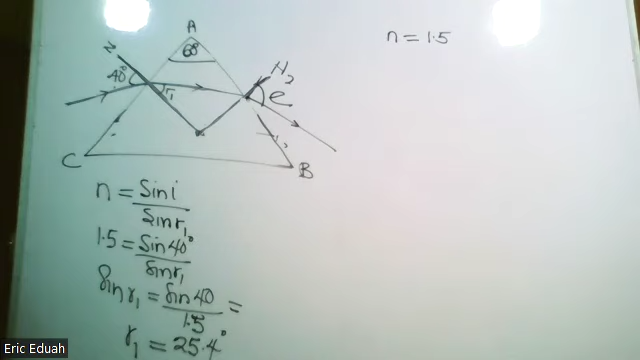 n = 1.5
A
60°
N
40°
N₂
r₁
e
C
B
n = Sin i / Sin r₁
1.5 = Sin 40° / Sin r₁
Sin r₁ = Sin 40 / 1.5 =
r₁ = 25.4°
Eric Eduah